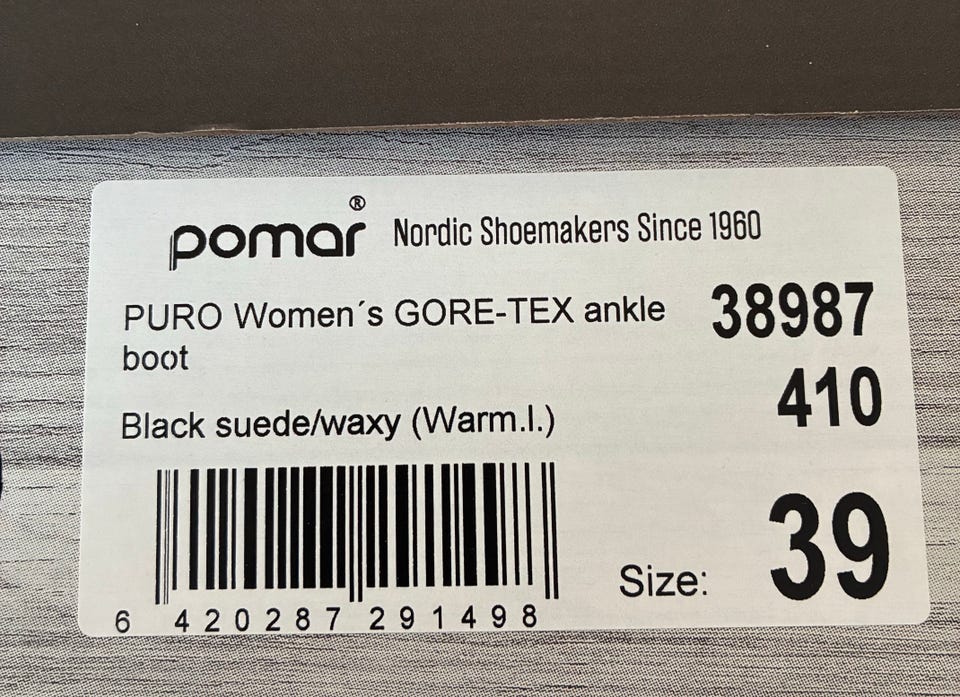 pomar® Nordic Shoemakers Since 1960
PURO Women´s GORE-TEX ankle
boot
38987
410
Black suede/waxy (Warm.l.)
Size: 39
6 420287 291498